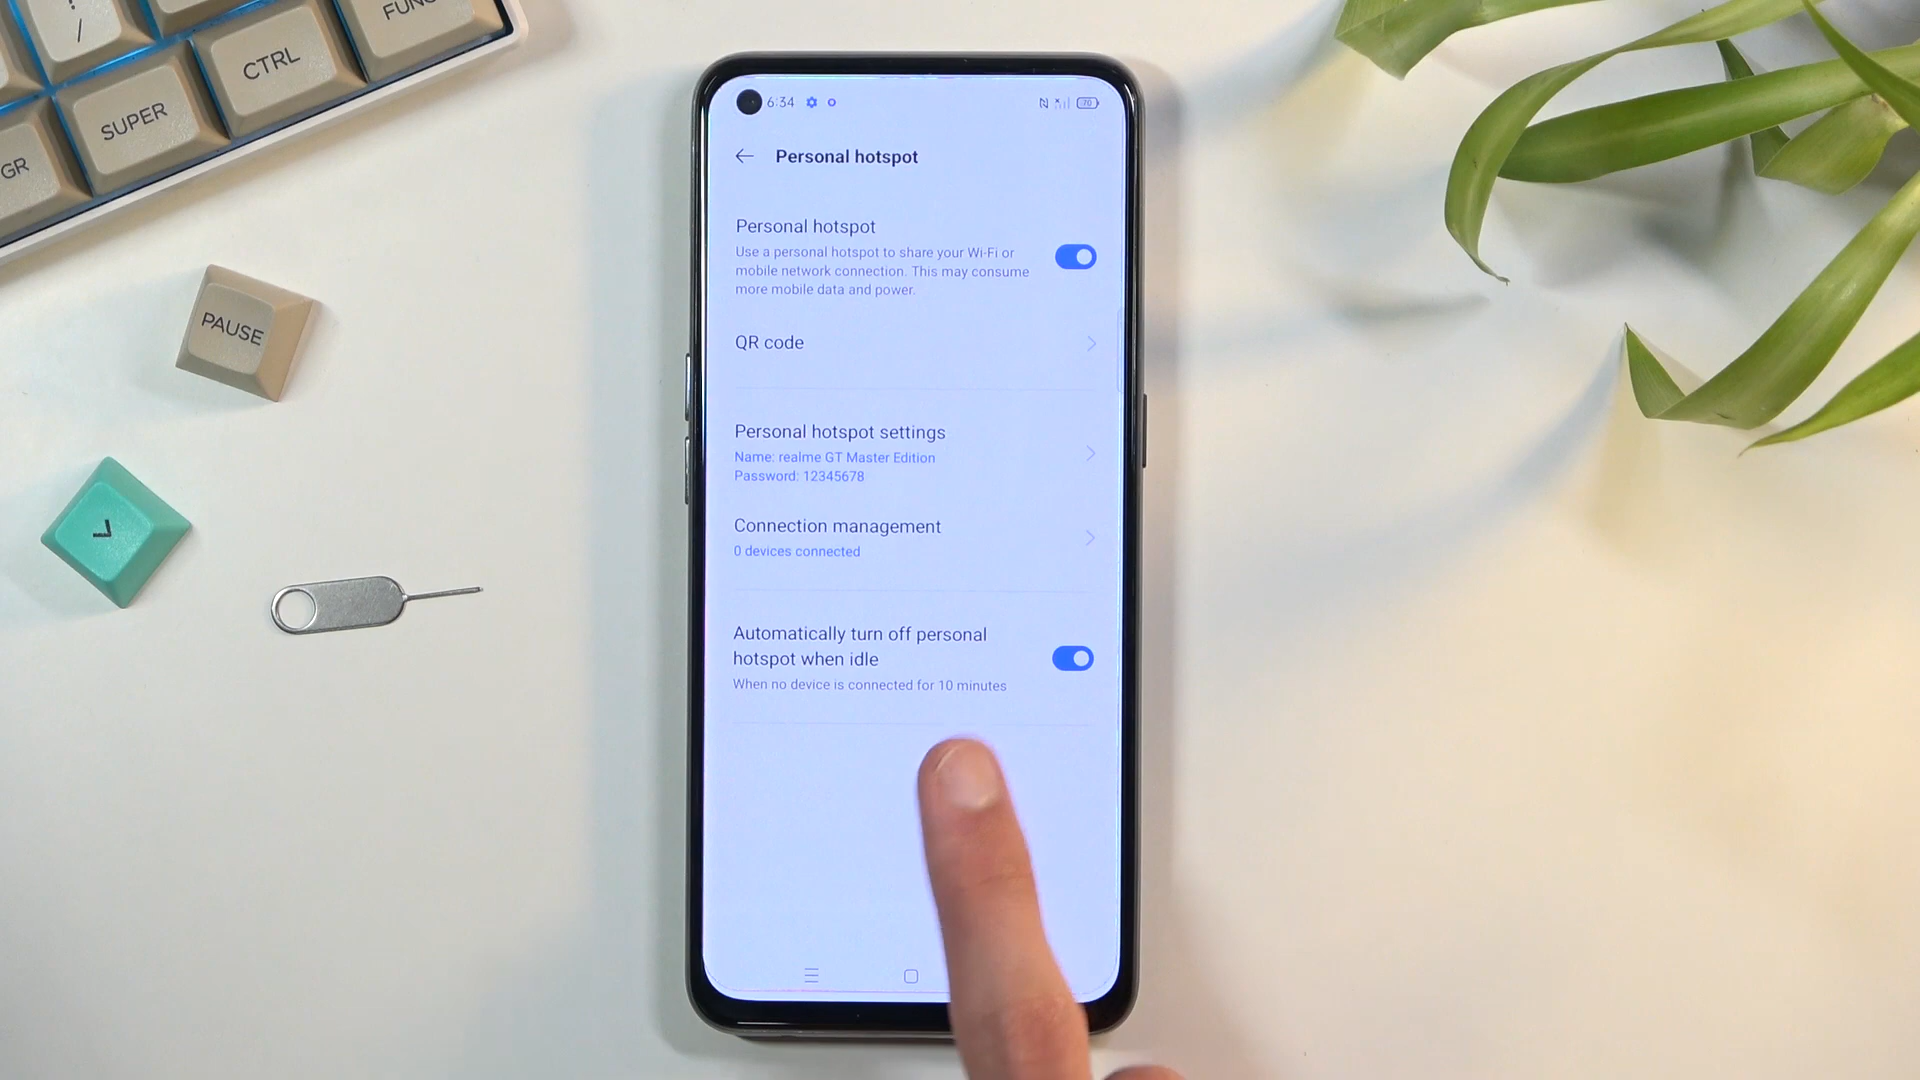 ! 
/
FUNC
CTRL
SUPER
GR
PAUSE
6:34
70
Personal hotspot
Personal hotspot
Use a personal hotspot to share your Wi-Fi or
mobile network connection. This may consume
more mobile data and power.
QR code
Personal hotspot settings
Name: realme GT Master Edition
Password: 12345678
Connection management
0 devices connected
Automatically turn off personal
hotspot when idle
When no device is connected for 10 minutes